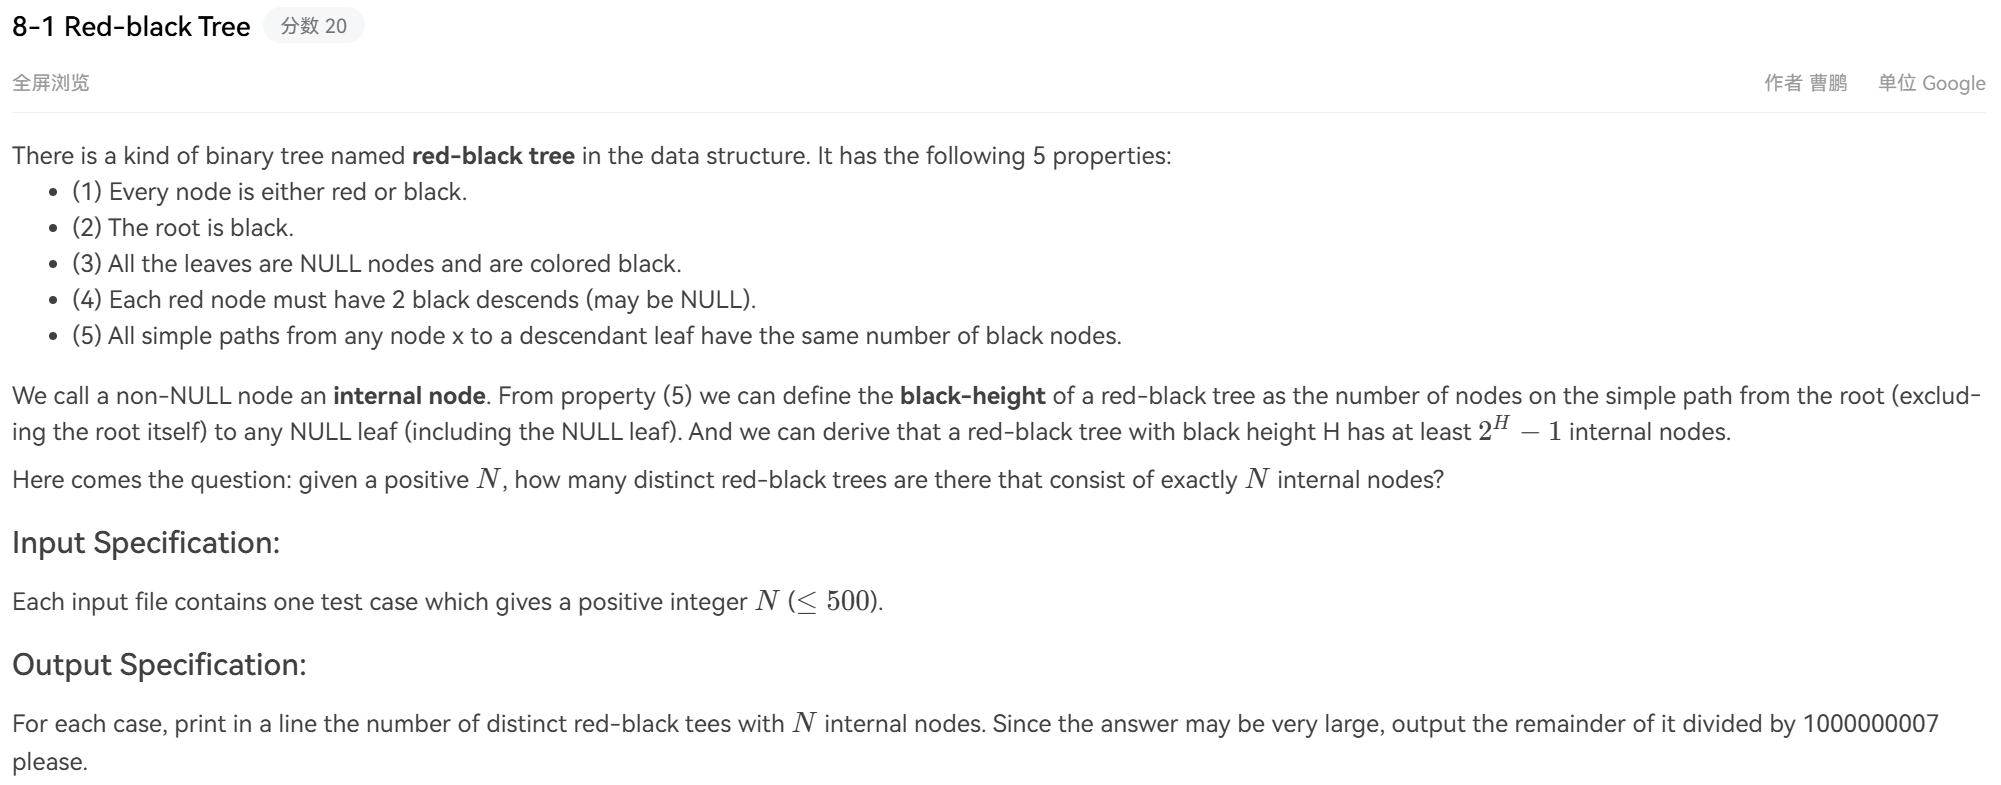 8-1 Red-black Tree 分数 20
全屏浏览 作者 曹鹏 单位 Google
There is a kind of binary tree named red-black tree in the data structure. It has the following 5 properties:
• (1) Every node is either red or black.
• (2) The root is black.
• (3) All the leaves are NULL nodes and are colored black.
• (4) Each red node must have 2 black descends (may be NULL).
• (5) All simple paths from any node x to a descendant leaf have the same number of black nodes.
We call a non-NULL node an internal node. From property (5) we can define the black-height of a red-black tree as the number of nodes on the simple path from the root (exclud-
ing the root itself) to any NULL leaf (including the NULL leaf). And we can derive that a red-black tree with black height H has at least 2^H − 1 internal nodes.
Here comes the question: given a positive N, how many distinct red-black trees are there that consist of exactly N internal nodes?
Input Specification:
Each input file contains one test case which gives a positive integer N (≤ 500).
Output Specification:
For each case, print in a line the number of distinct red-black tees with N internal nodes. Since the answer may be very large, output the remainder of it divided by 1000000007
please.